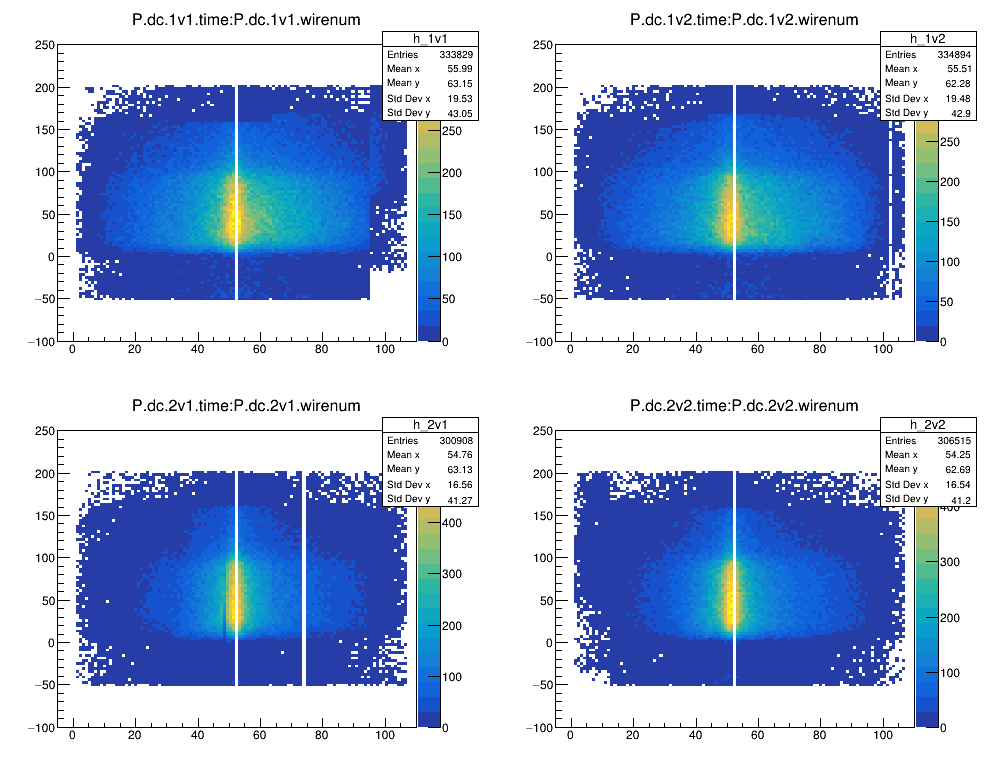 P.dc.1v1.time:P.dc.1v1.wirenum
h_1v1
Entries 333829
Mean x 55.99
Mean y 63.15
Std Dev x 19.53
Std Dev y 43.05
250
200
150
100
50
0
−50
−100
0 20 40 60 80 100
250
200
150
100
50
0
P.dc.1v2.time:P.dc.1v2.wirenum
h_1v2
Entries 334894
Mean x 55.51
Mean y 62.28
Std Dev x 19.48
Std Dev y 42.9
250
200
150
100
50
0
−50
−100
0 20 40 60 80 100
250
200
150
100
50
0
P.dc.2v1.time:P.dc.2v1.wirenum
h_2v1
Entries 300908
Mean x 54.76
Mean y 63.13
Std Dev x 16.56
Std Dev y 41.27
250
200
150
100
50
0
−50
−100
0 20 40 60 80 100
400
300
200
100
0
P.dc.2v2.time:P.dc.2v2.wirenum
h_2v2
Entries 306515
Mean x 54.25
Mean y 62.69
Std Dev x 16.54
Std Dev y 41.2
250
200
150
100
50
0
−50
−100
0 20 40 60 80 100
400
300
200
100
0